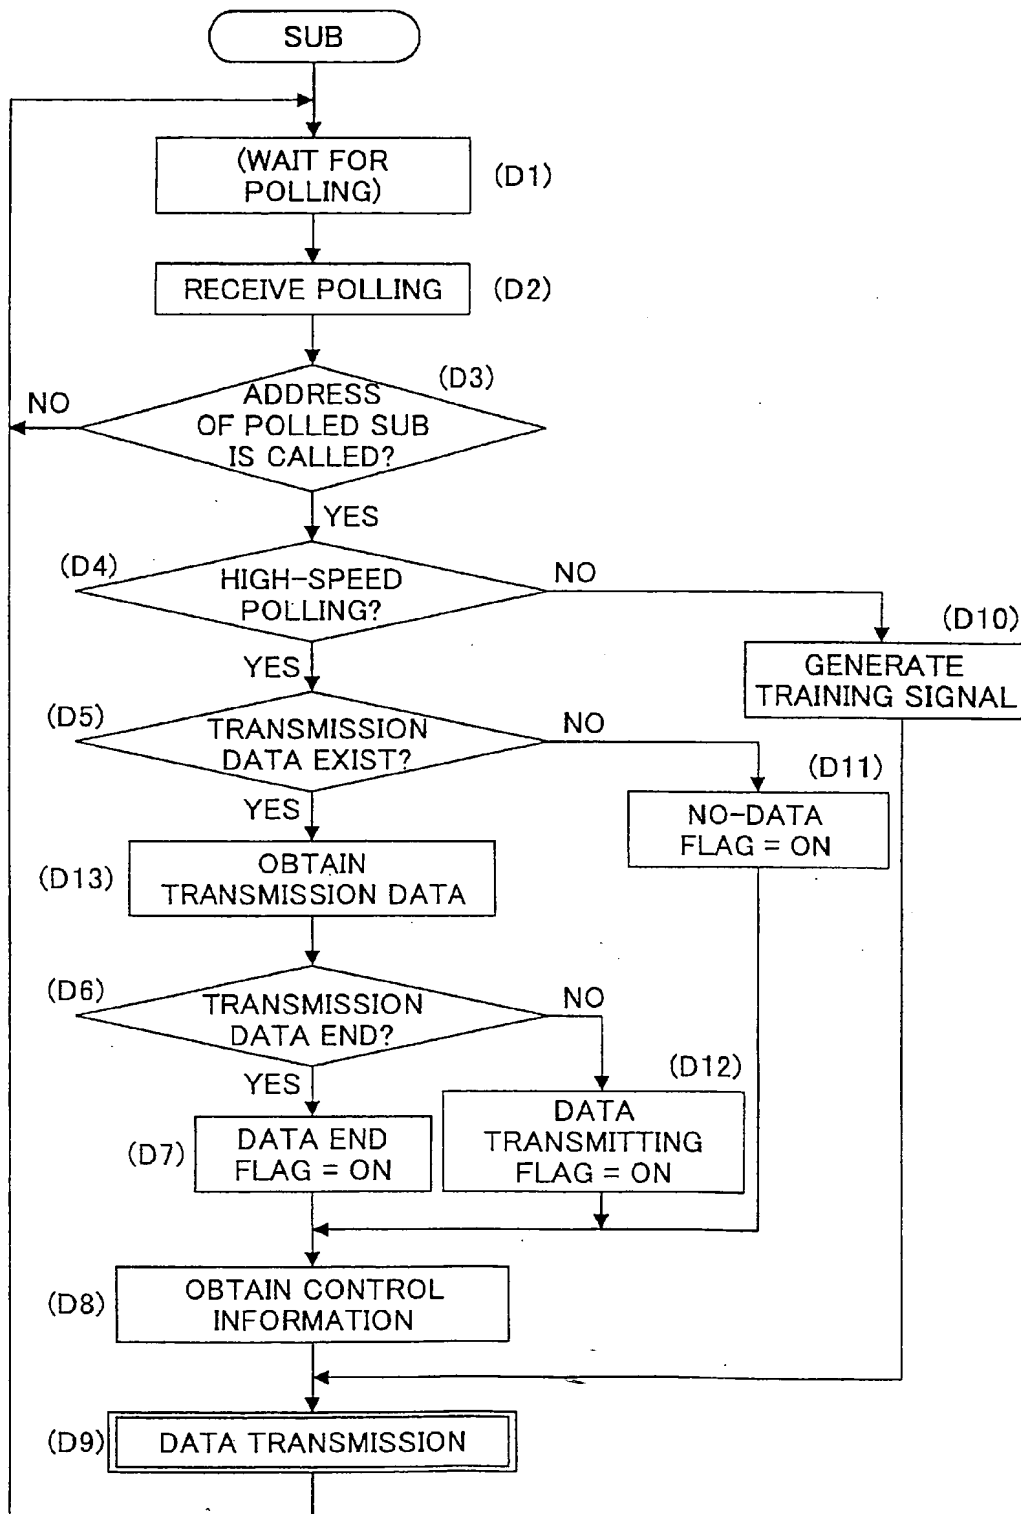 SUB
(WAIT FOR
POLLING)
(D1)
RECEIVE POLLING
(D2)
(D3)
NO
ADDRESS
OF POLLED SUB
IS CALLED?
YES
(D4)
HIGH-SPEED
POLLING?
NO
(D10)
YES
GENERATE
TRAINING SIGNAL
(D5)
TRANSMISSION
DATA EXIST?
NO
(D11)
YES
NO-DATA
FLAG = ON
(D13)
OBTAIN
TRANSMISSION DATA
(D6)
TRANSMISSION
DATA END?
NO
(D12)
YES
DATA
TRANSMITTING
FLAG = ON
(D7)
DATA END
FLAG = ON
(D8)
OBTAIN CONTROL
INFORMATION
(D9)
DATA TRANSMISSION